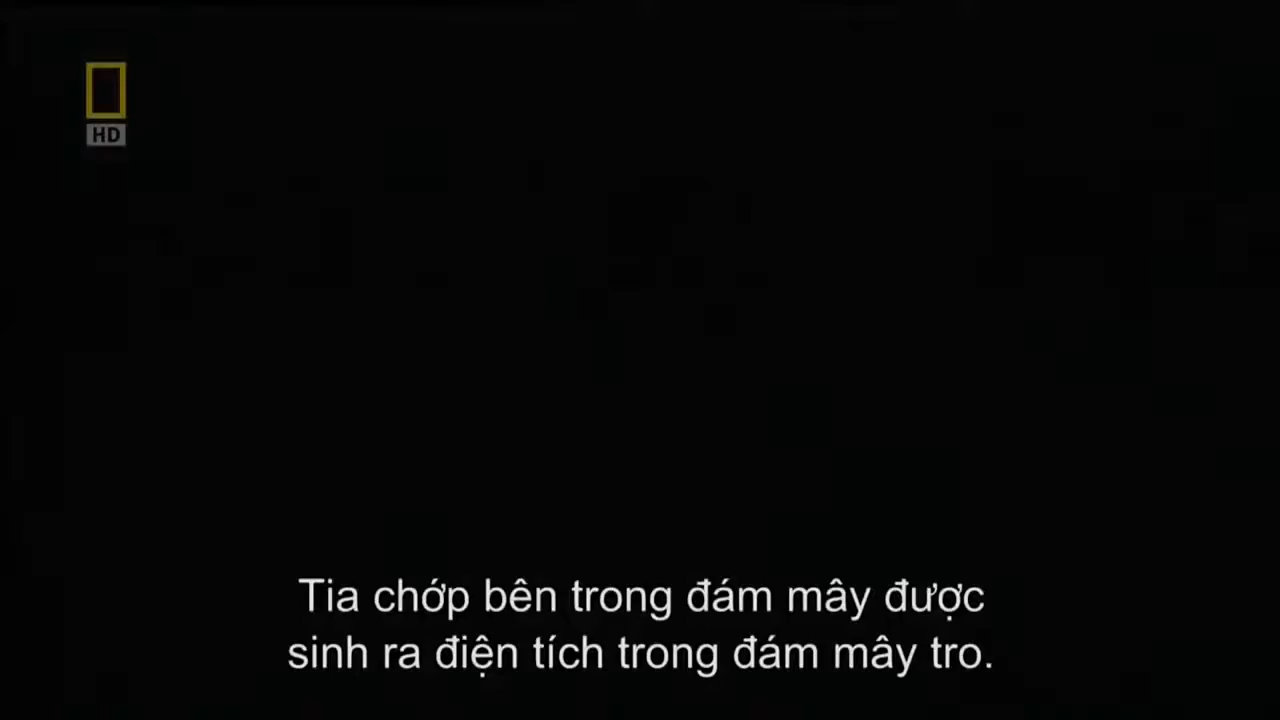 HD
Tia chớp bên trong đám mây được
sinh ra điện tích trong đám mây tro.